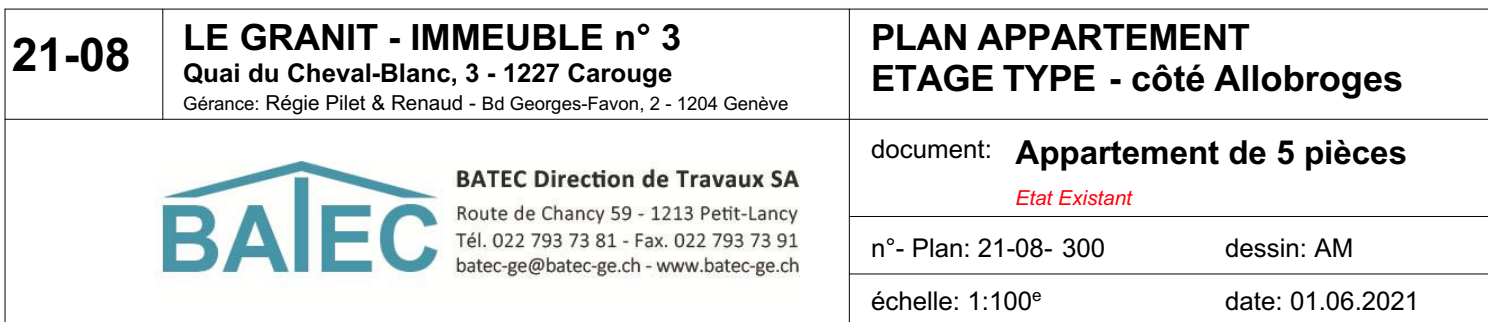 21-08
LE GRANIT - IMMEUBLE n° 3
Quai du Cheval-Blanc, 3 - 1227 Carouge
Gérance: Régie Pilet & Renaud - Bd Georges-Favon, 2 - 1204 Genève
PLAN APPARTEMENT
ETAGE TYPE - côté Allobroges
BATEC
BATEC Direction de Travaux SA
Route de Chancy 59 - 1213 Petit-Lancy
Tél. 022 793 73 81 - Fax. 022 793 73 91
batec-ge@batec-ge.ch - www.batec-ge.ch
document: Appartement de 5 pièces
Etat Existant
n°- Plan: 21-08- 300 dessin: AM
échelle: 1:100e date: 01.06.2021